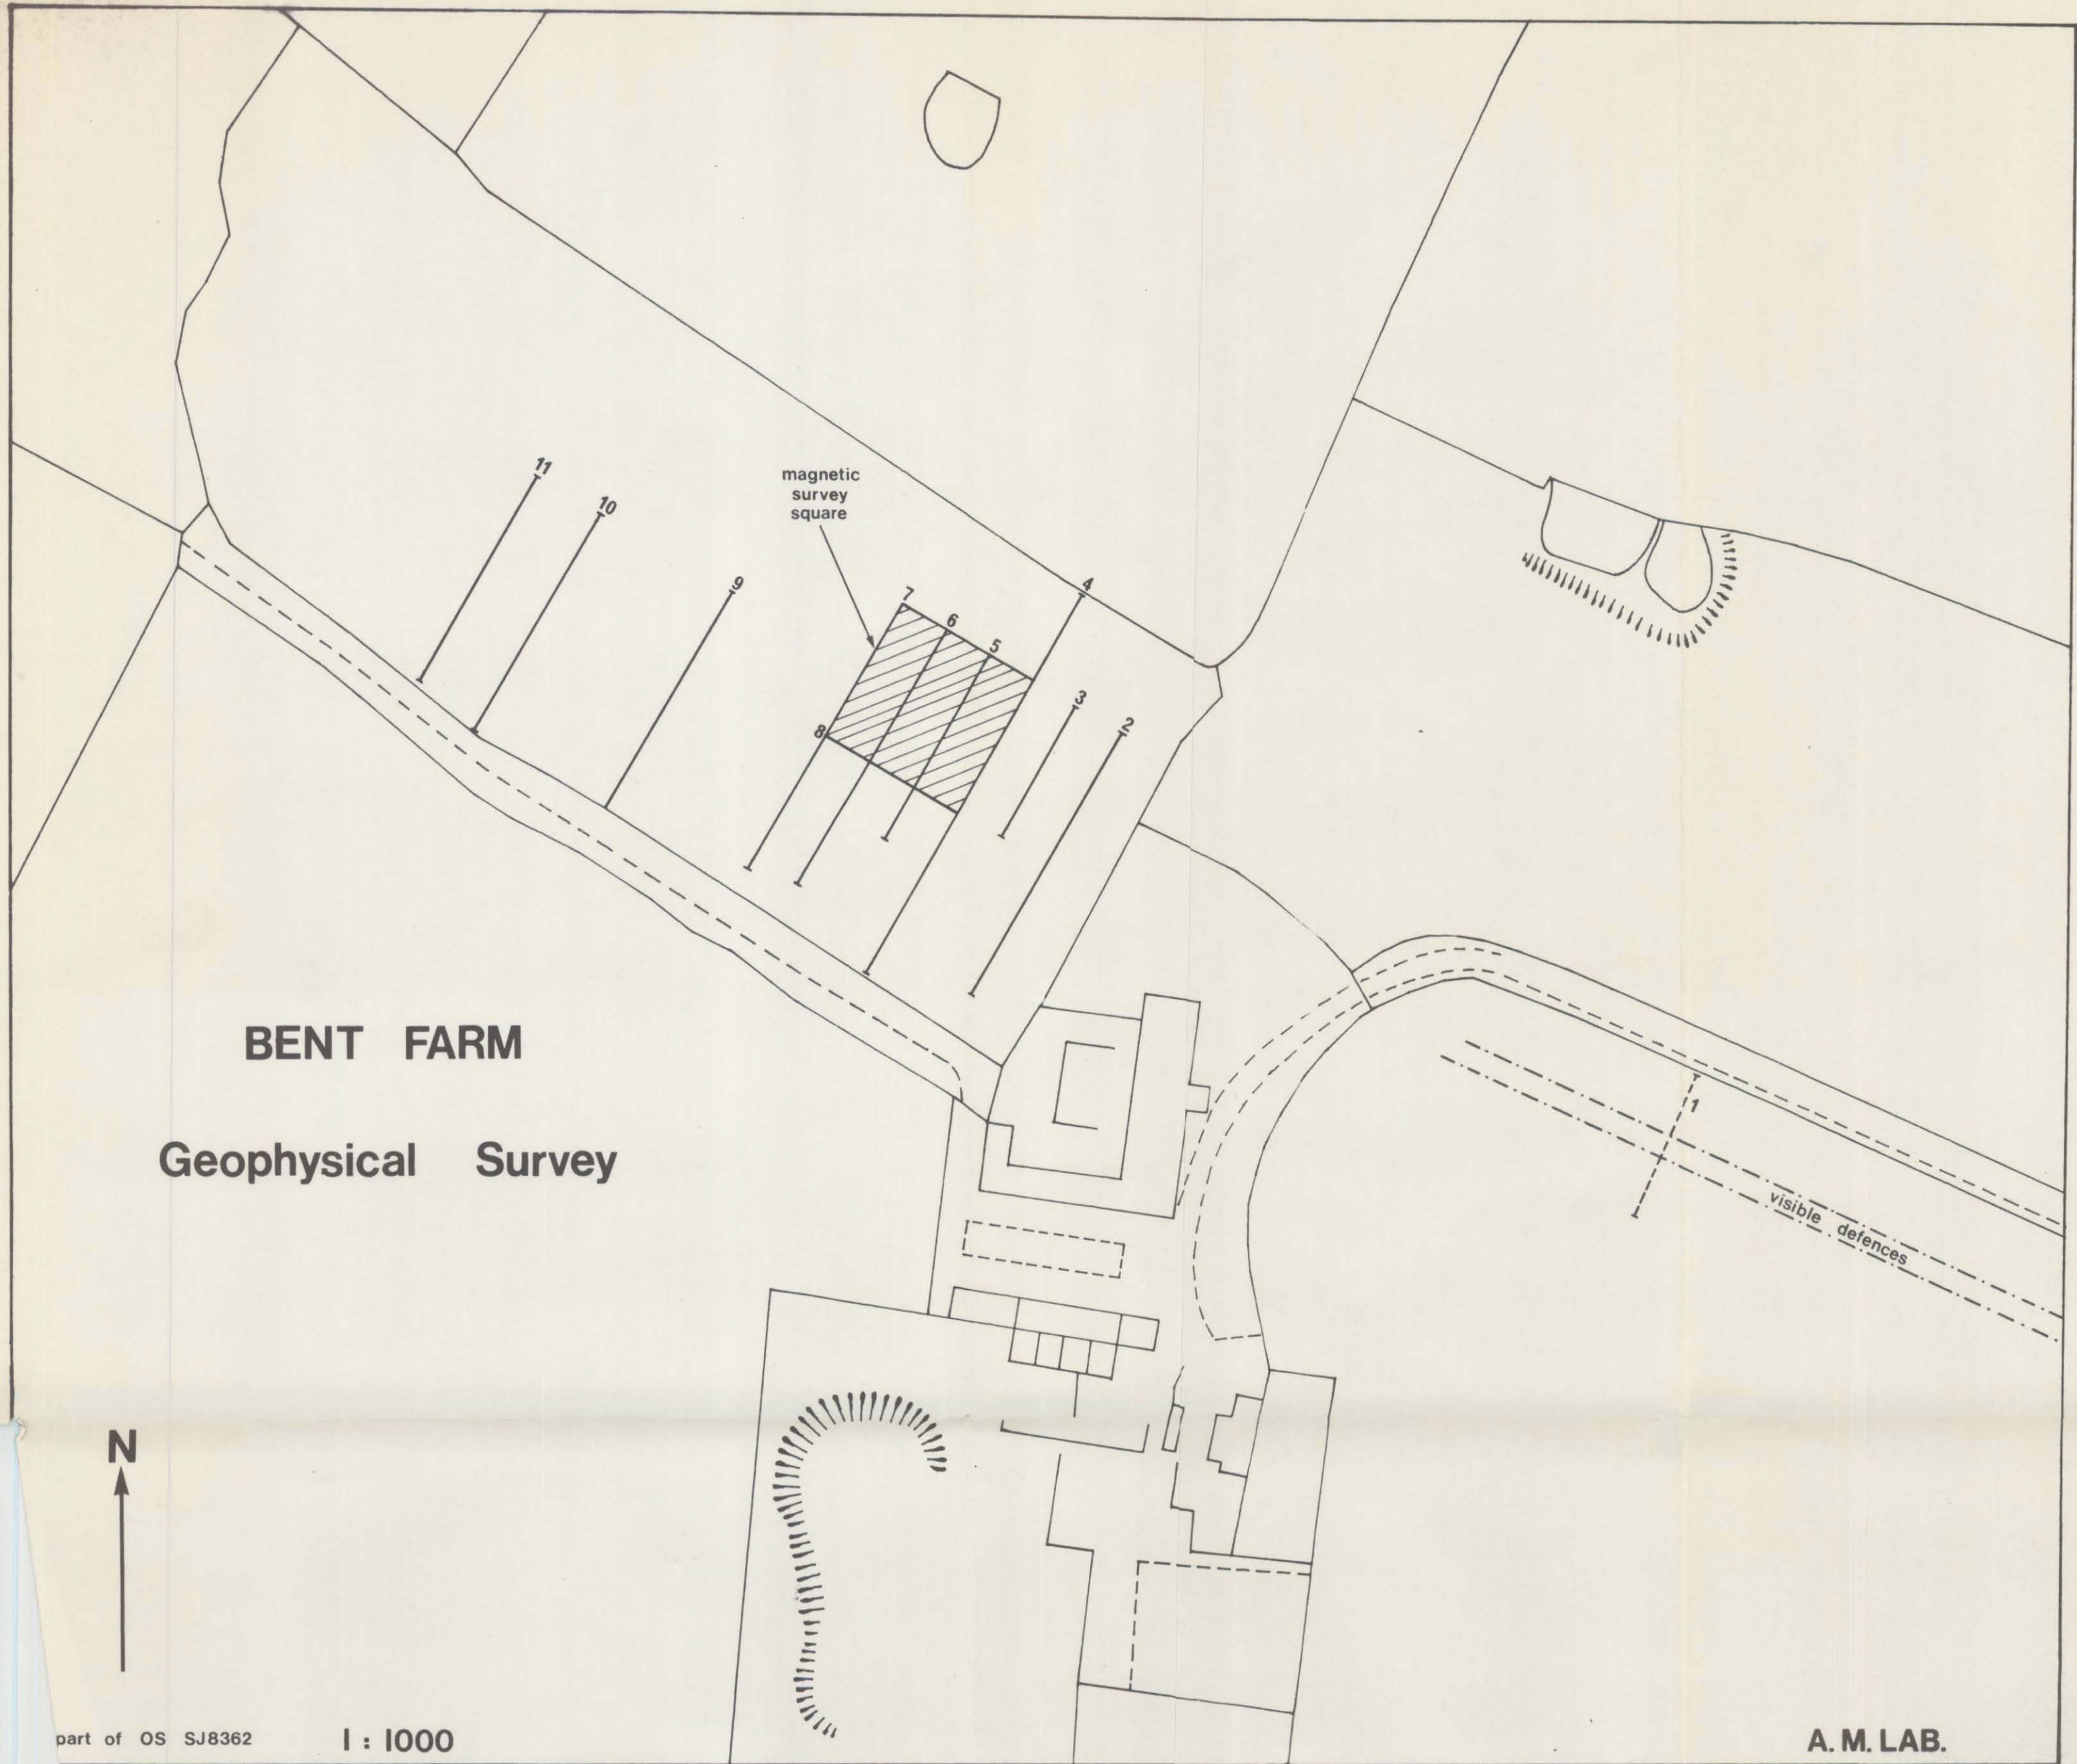 11
10
magnetic
survey
square
9
7
6
5
4
3
2
8
BENT FARM
Geophysical Survey
1
visible defences
N
part of OS SJ8362
1 : 1000
A. M. LAB.